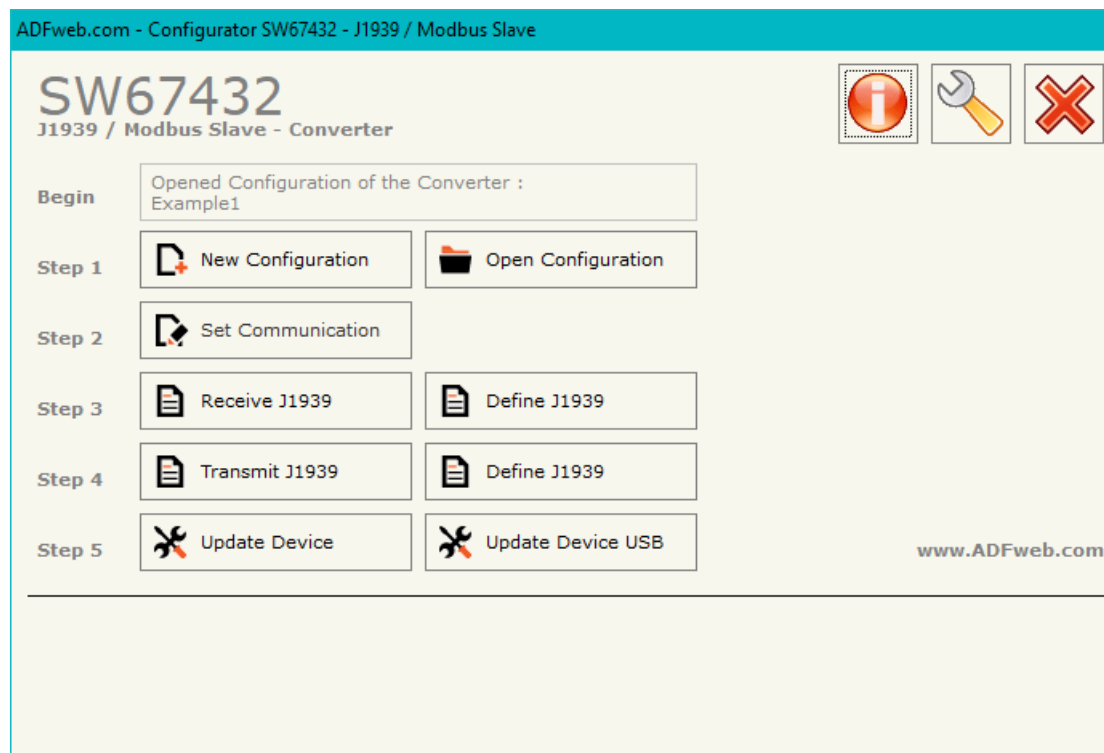 ADFweb.com - Configurator SW67432 - J1939 / Modbus Slave
SW67432
J1939 / Modbus Slave - Converter
Begin
Opened Configuration of the Converter :
Example1
Step 1
New Configuration
Open Configuration
Step 2
Set Communication
Step 3
Receive J1939
Define J1939
Step 4
Transmit J1939
Define J1939
Step 5
Update Device
Update Device USB
www.ADFweb.com